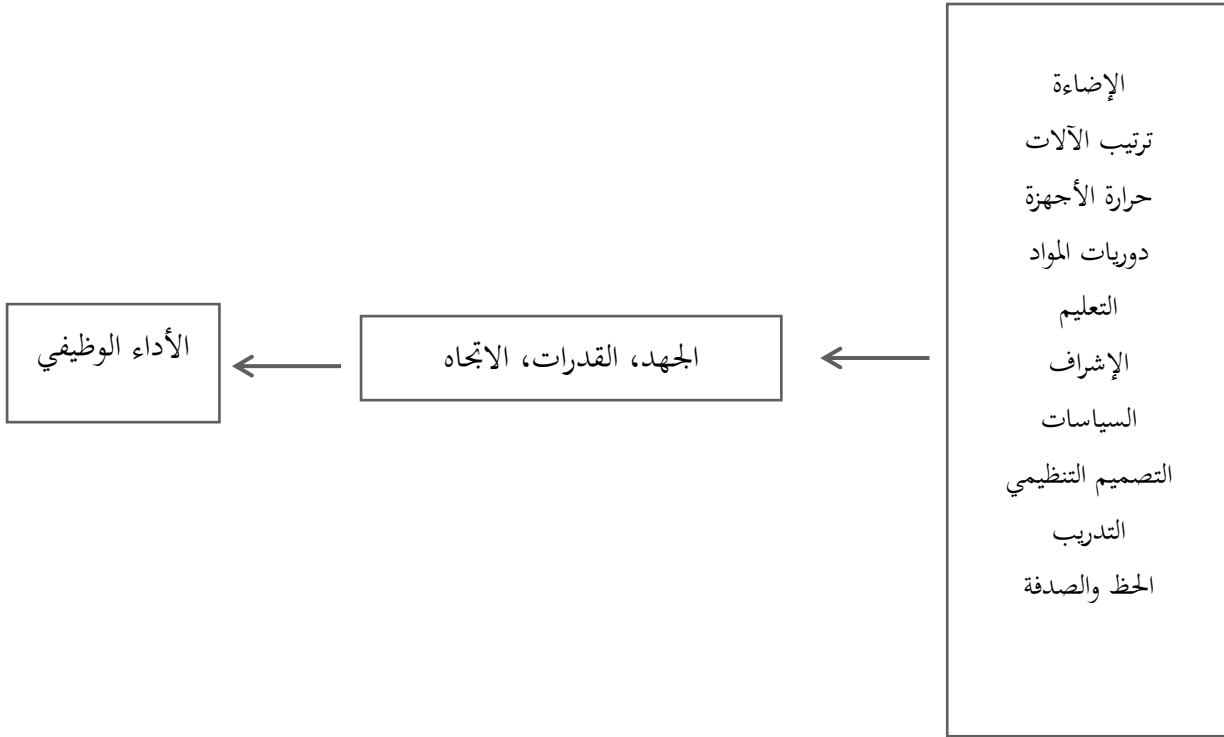 الإضاءة
ترتيب الآلات
حرارة الأجهزة
دوريات المواد
التعليم
الإشراف
السياسات
التصميم التنظيمي
التدريب
الحظ والصدفة
الجهد، القدرات، الاتجاه
الأداء الوظيفي